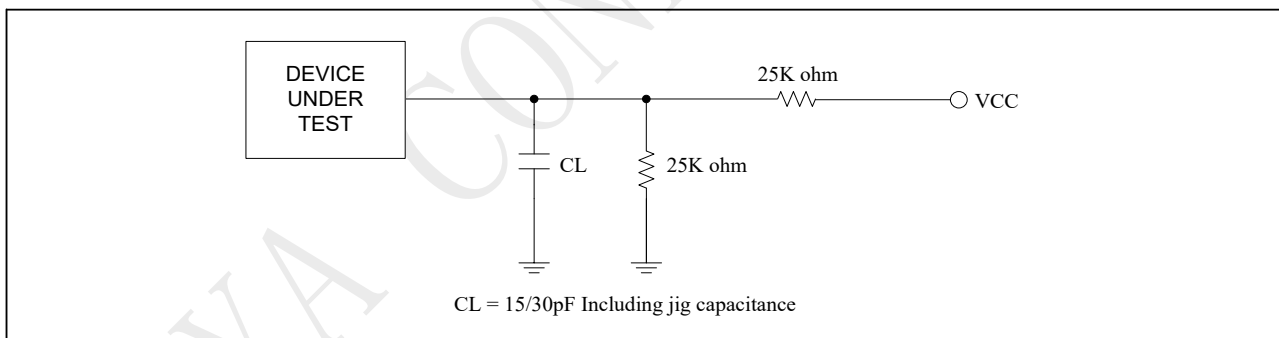 DEVICE
UNDER
TEST
25K ohm
VCC
CL
25K ohm
CL = 15/30pF Including jig capacitance